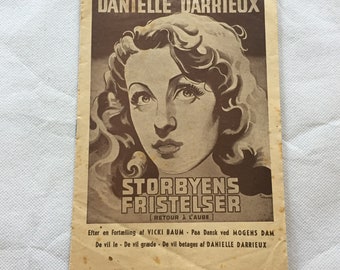 DANIELLE DARRIEUX
STORBYENS
FRISTELSER
[RETOUR À L'AUBE]
Efter en Fortælling af VICKI BAUM - Paa Dansk ved MOGENS DAM
De vil le - De vil græde - De vil betages af DANIELLE DARRIEUX